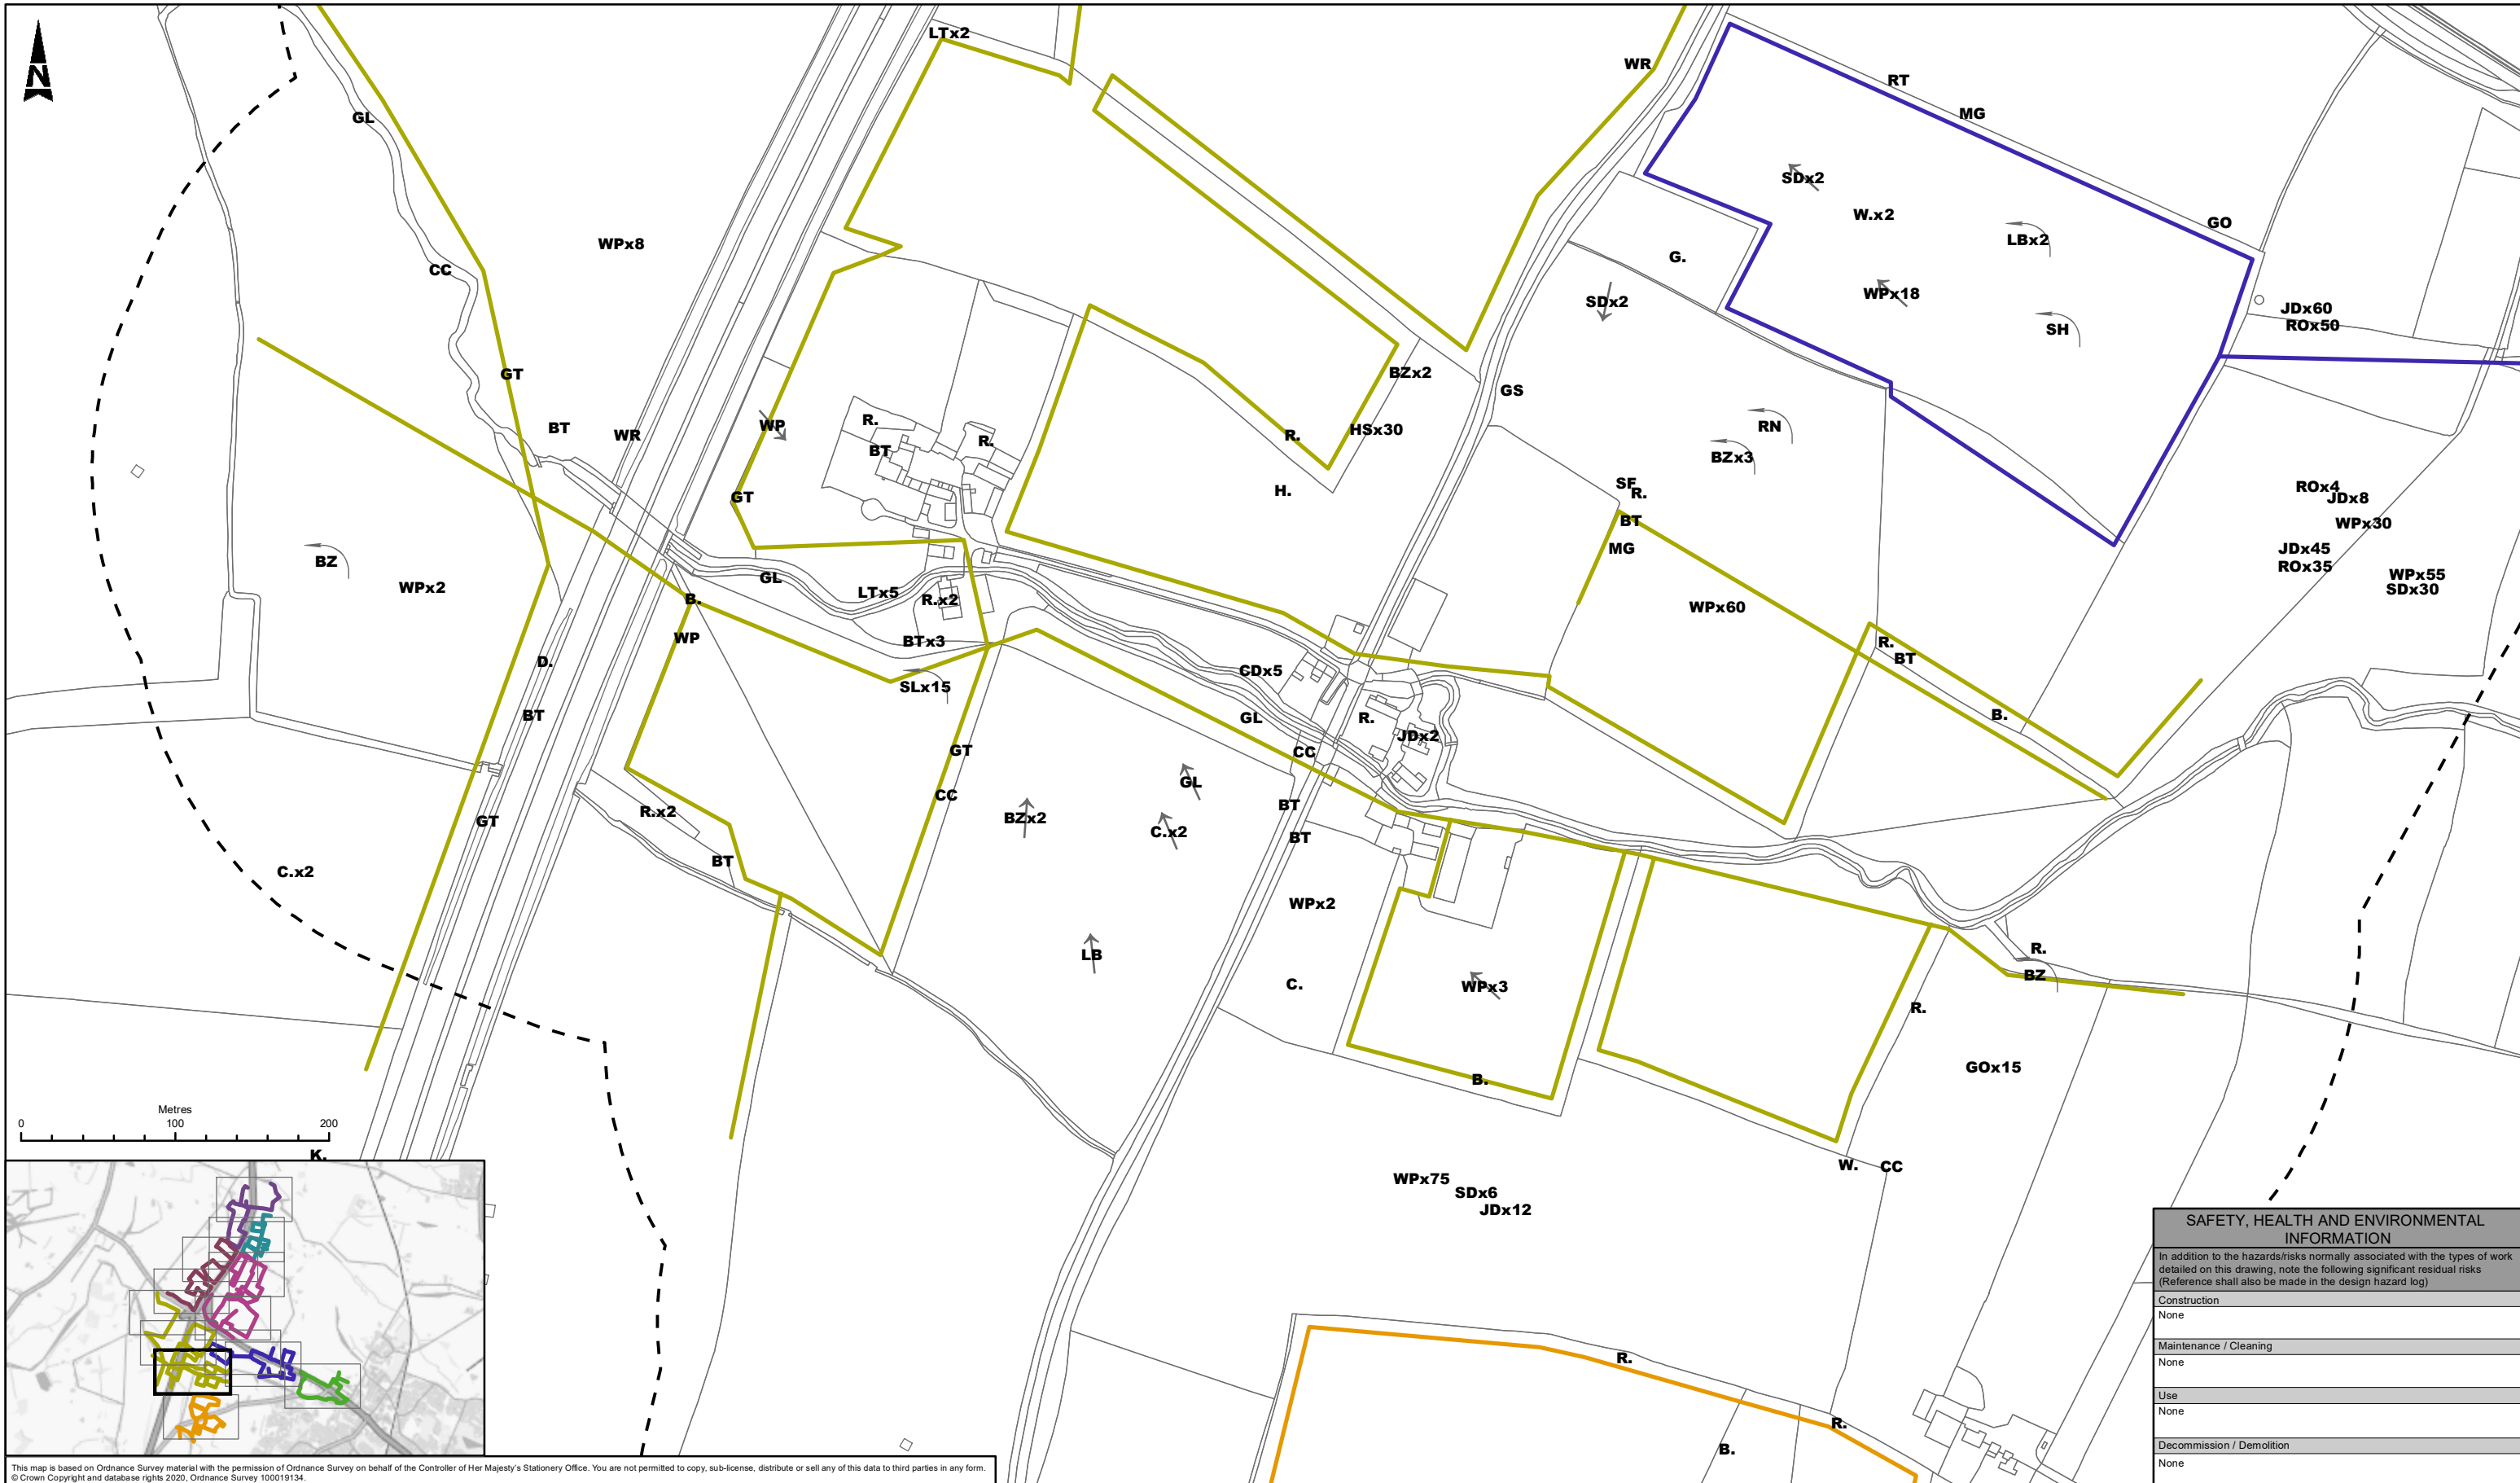 N
LTx2
WR
RT
MG
GL
SDx2
W.x2
GO
LBx2
WPx8
G.
CC
SDx2
WPx18
JDx60
ROx50
SH
GT
BZx2
GS
BT
WR
WP
R.
BT
R.
R.
HSx30
RN
BZx3
GT
H.
SF
R.
BT
MG
ROx4
JDx8
WPx30
JDx45
ROx35
BZ
WPx2
GL
LTx5
R.x2
B.
WP
BTx3
WPx60
WPx55
SDx30
D.
SLx15
CDx5
R.
BT
BT
GL
R.
B.
GT
CC
JDx2
CC
GL
GT
R.x2
BZx2
C.x2
BT
BT
BT
C.x2
WPx2
LB
C.
WPx3
R.
BZ
R.
B.
GOx15
Metres
0 100 200
K.
W.
CC
WPx75
SDx6
JDx12
R.
R.
B.
SAFETY, HEALTH AND ENVIRONMENTAL
INFORMATION
In addition to the hazards/risks normally associated with the types of work
detailed on this drawing, note the following significant residual risks
(Reference shall also be made in the design hazard log)
Construction
None
Maintenance / Cleaning
None
Use
None
Decommission / Demolition
None
This map is based on Ordnance Survey material with the permission of Ordnance Survey on behalf of the Controller of Her Majesty's Stationery Office. You are not permitted to copy, sub-license, distribute or sell any of this data to third parties in any form.
© Crown Copyright and database rights 2020, Ordnance Survey 100019134.